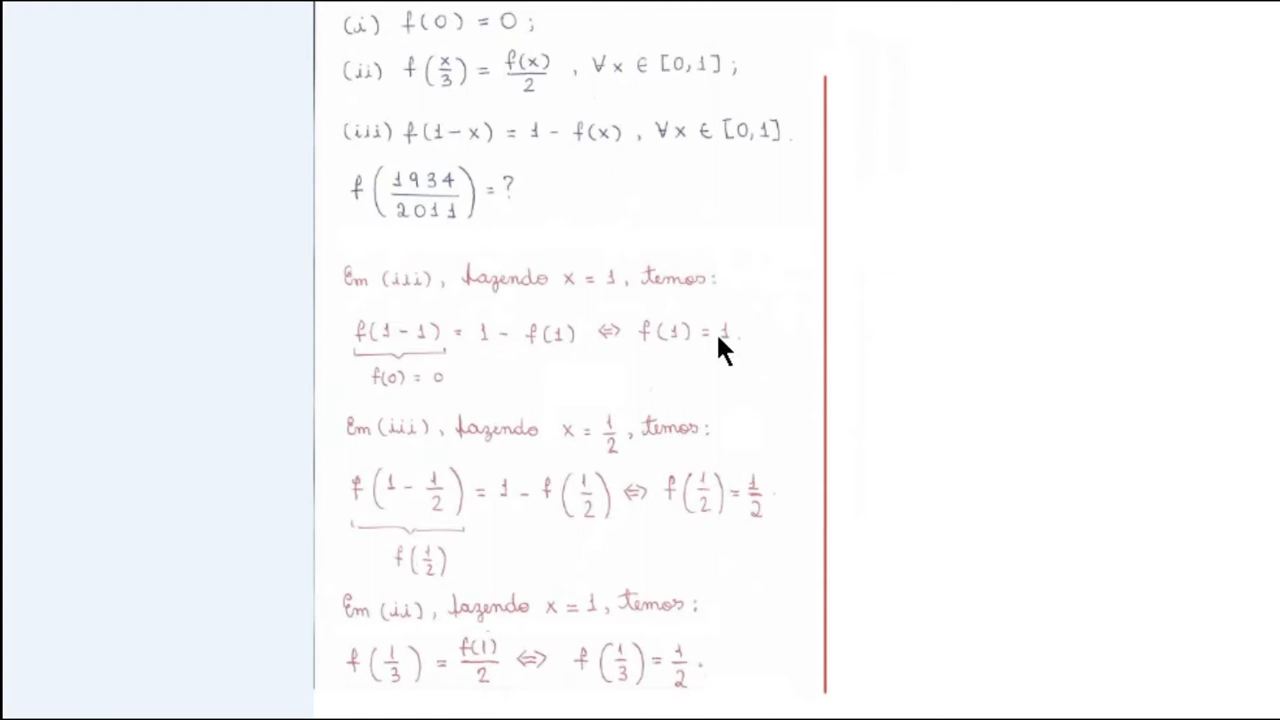 (i) f(0) = 0 ;
(ii) f(x/3) = f(x)/2 , ∀x ∈ [0,1] ;
(iii) f(1-x) = 1 - f(x) , ∀x ∈ [0,1] .
f(1934/2011) = ?
Em (iii), fazendo x = 1, temos:
f(1-1) = 1 - f(1) ⇔ f(1) = 1.
f(0) = 0
Em (iii), fazendo x = 1/2, temos:
f(1 - 1/2) = 1 - f(1/2) ⇔ f(1/2) = 1/2 .
f(1/2)
Em (ii), fazendo x = 1, temos:
f(1/3) = f(1)/2 ⇔ f(1/3) = 1/2 .